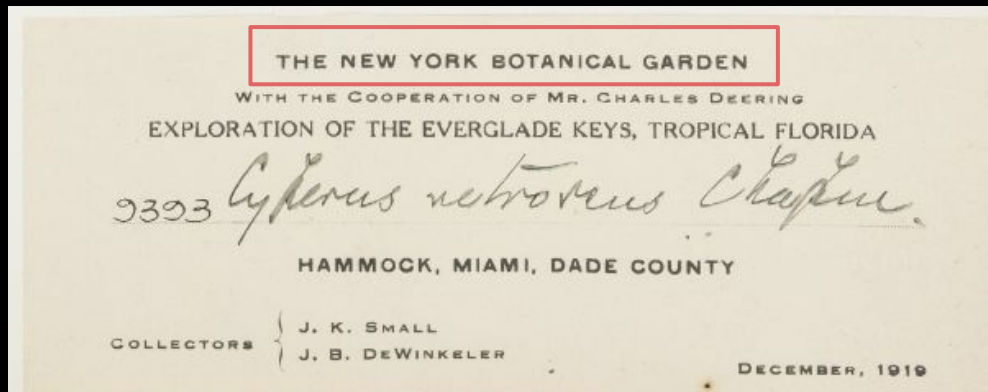 THE NEW YORK BOTANICAL GARDEN
WITH THE COOPERATION OF MR. CHARLES DEERING
EXPLORATION OF THE EVERGLADE KEYS, TROPICAL FLORIDA
9393 Cyperus retrorsus Chapm.
HAMMOCK, MIAMI, DADE COUNTY
COLLECTORS { J. K. SMALL
J. B. DEWINKELER
DECEMBER, 1919